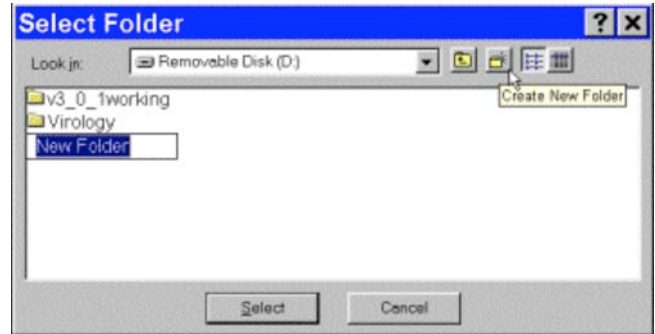 Select Folder
Look in: Removable Disk (D:)
Create New Folder
v3_0_1working
Virology
New Folder
Select Cancel